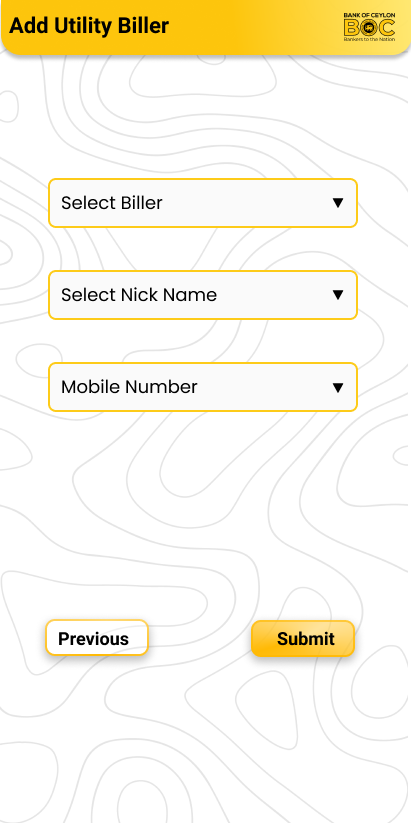 Add Utility Biller
BANK OF CEYLON
BOC
Bankers to the Nation
Select Biller
Select Nick Name
Mobile Number
Previous
Submit